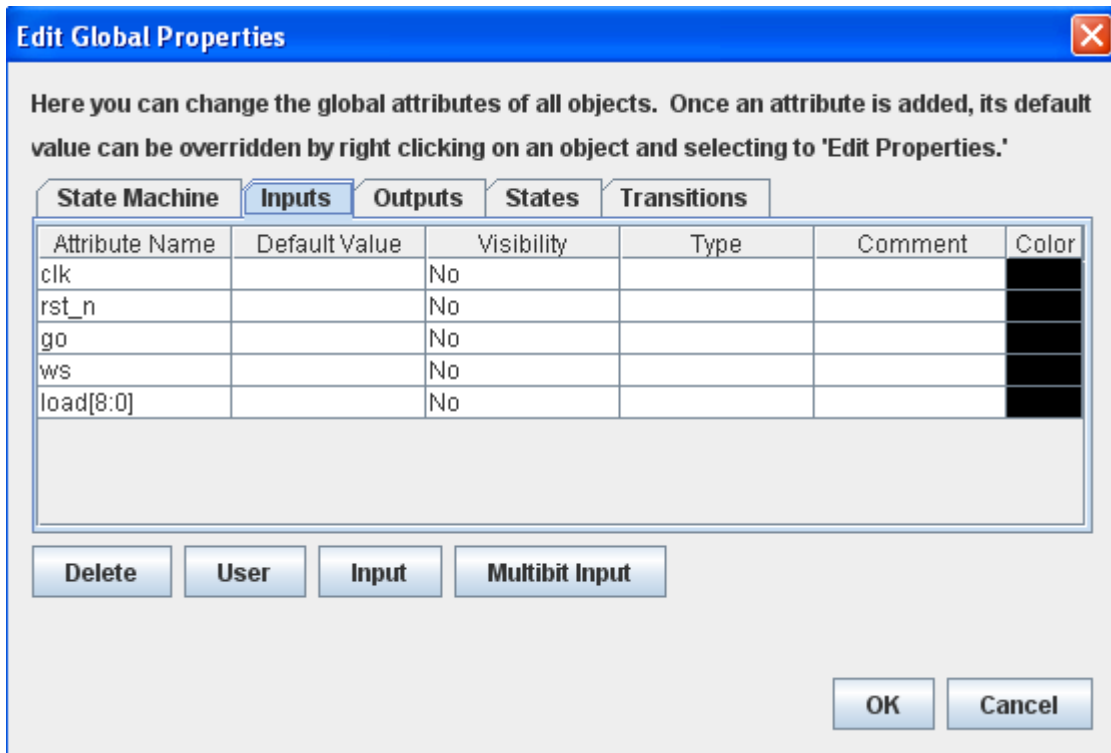 Edit Global Properties
Here you can change the global attributes of all objects. Once an attribute is added, its default
value can be overridden by right clicking on an object and selecting to 'Edit Properties.'
State Machine Inputs Outputs States Transitions
Attribute Name Default Value Visibility Type Comment Color
clk No
rst_n No
go No
ws No
load[8:0] No
Delete User Input Multibit Input
OK Cancel